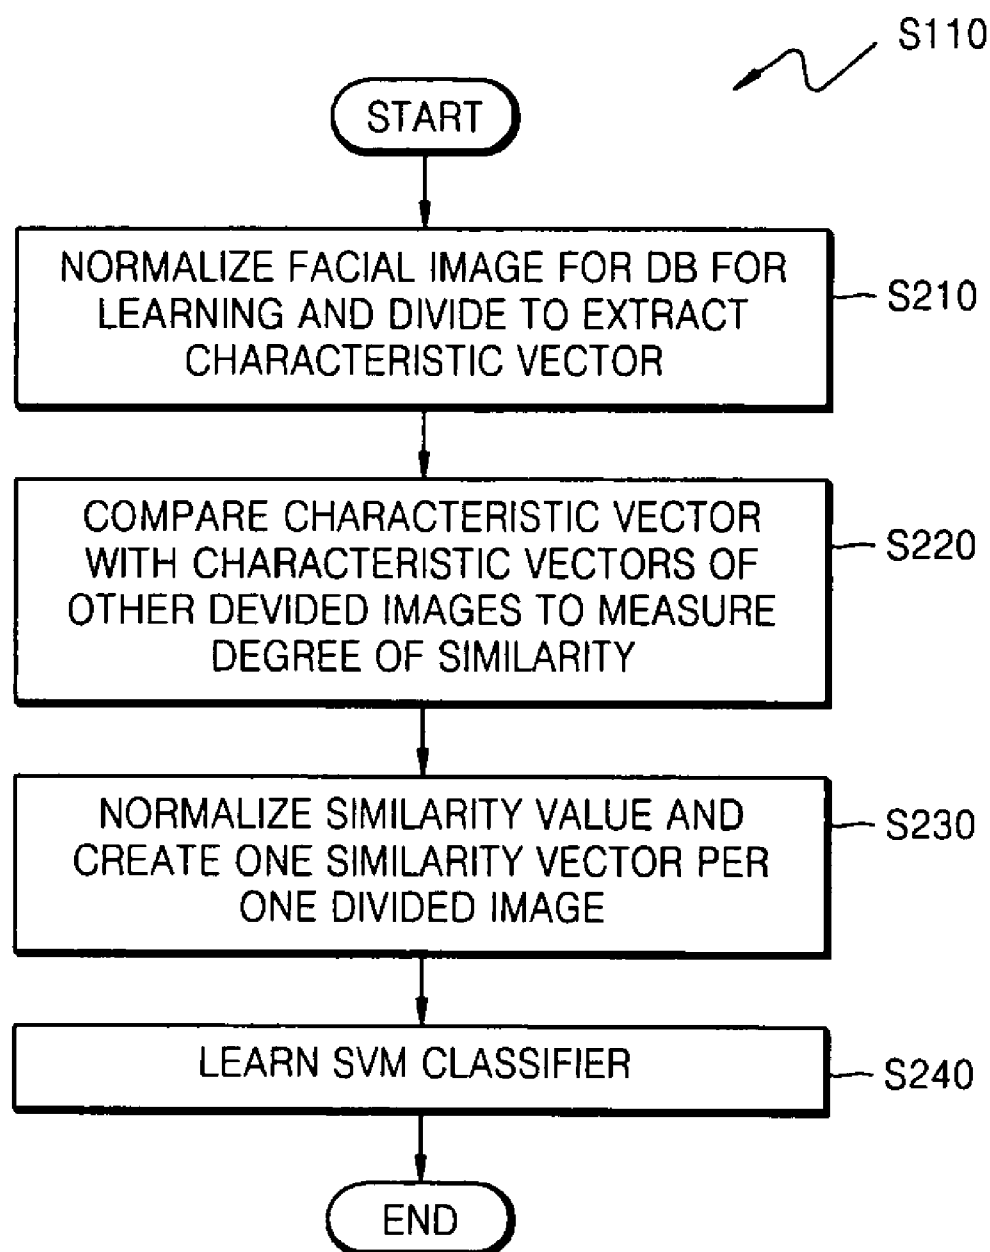 S110
START
NORMALIZE FACIAL IMAGE FOR DB FOR
LEARNING AND DIVIDE TO EXTRACT
CHARACTERISTIC VECTOR
S210
COMPARE CHARACTERISTIC VECTOR
WITH CHARACTERISTIC VECTORS OF
OTHER DEVIDED IMAGES TO MEASURE
DEGREE OF SIMILARITY
S220
NORMALIZE SIMILARITY VALUE AND
CREATE ONE SIMILARITY VECTOR PER
ONE DIVIDED IMAGE
S230
LEARN SVM CLASSIFIER
S240
END